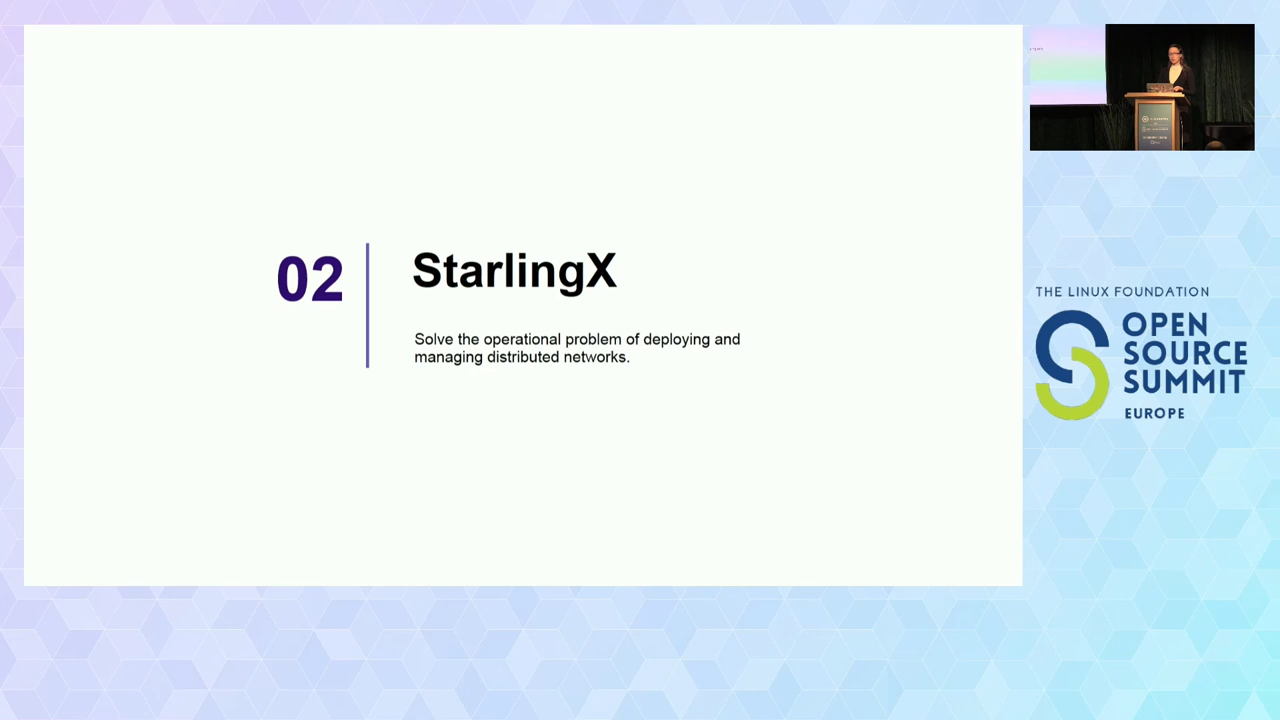 02
StarlingX
Solve the operational problem of deploying and
managing distributed networks.
THE LINUX FOUNDATION
OPEN
SOURCE
SUMMIT
EUROPE